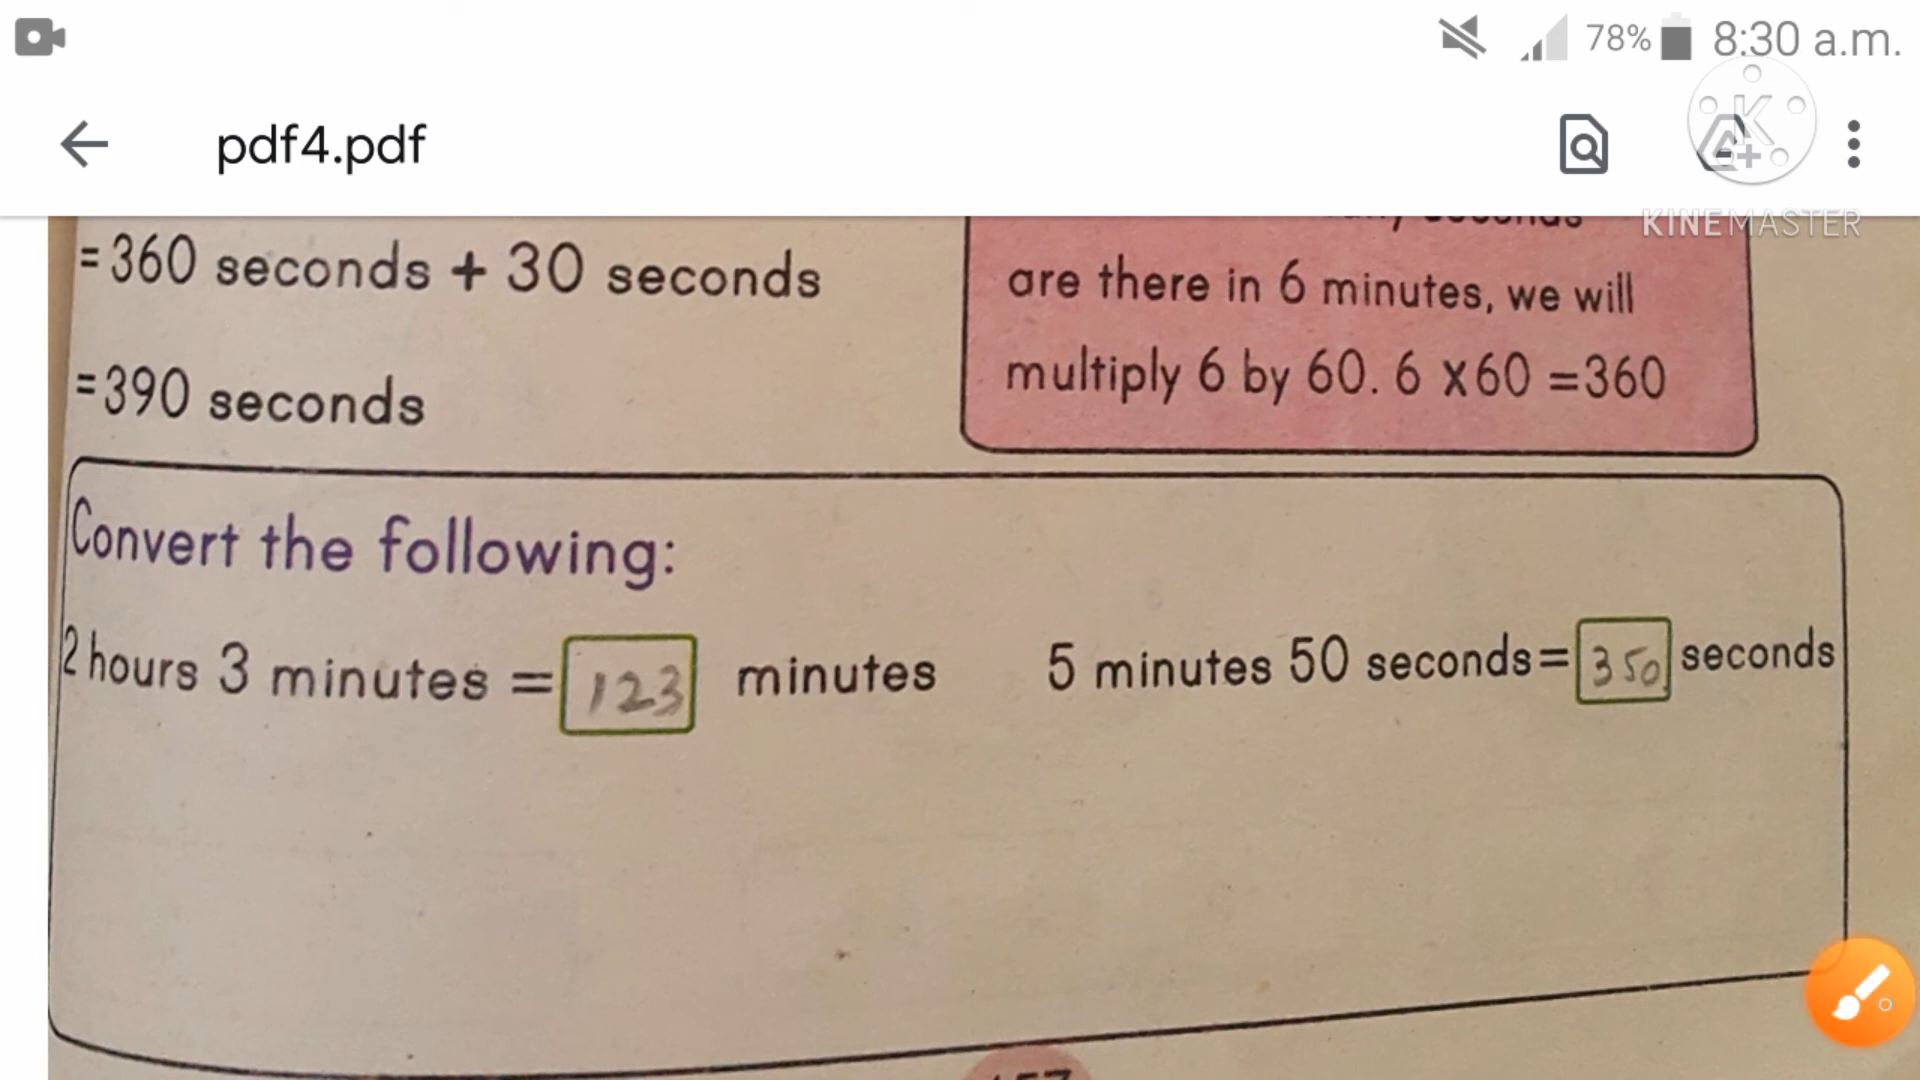 78% 8:30 a.m.
pdf4.pdf
KINEMASTER
=360 seconds + 30 seconds
=390 seconds
seconds
are there in 6 minutes, we will
multiply 6 by 60. 6 x60 =360
Convert the following:
2 hours 3 minutes = 123 minutes
5 minutes 50 seconds= 350 seconds